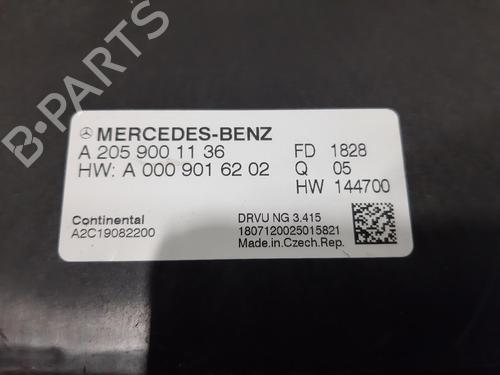 B-PARTS
MERCEDES-BENZ
A 205 900 11 36 FD 1828
HW: A 000 901 62 02 Q 05
HW 144700
Continental DRVU NG 3.415
A2C19082200 1807120025015821
Made in Czech.Rep.